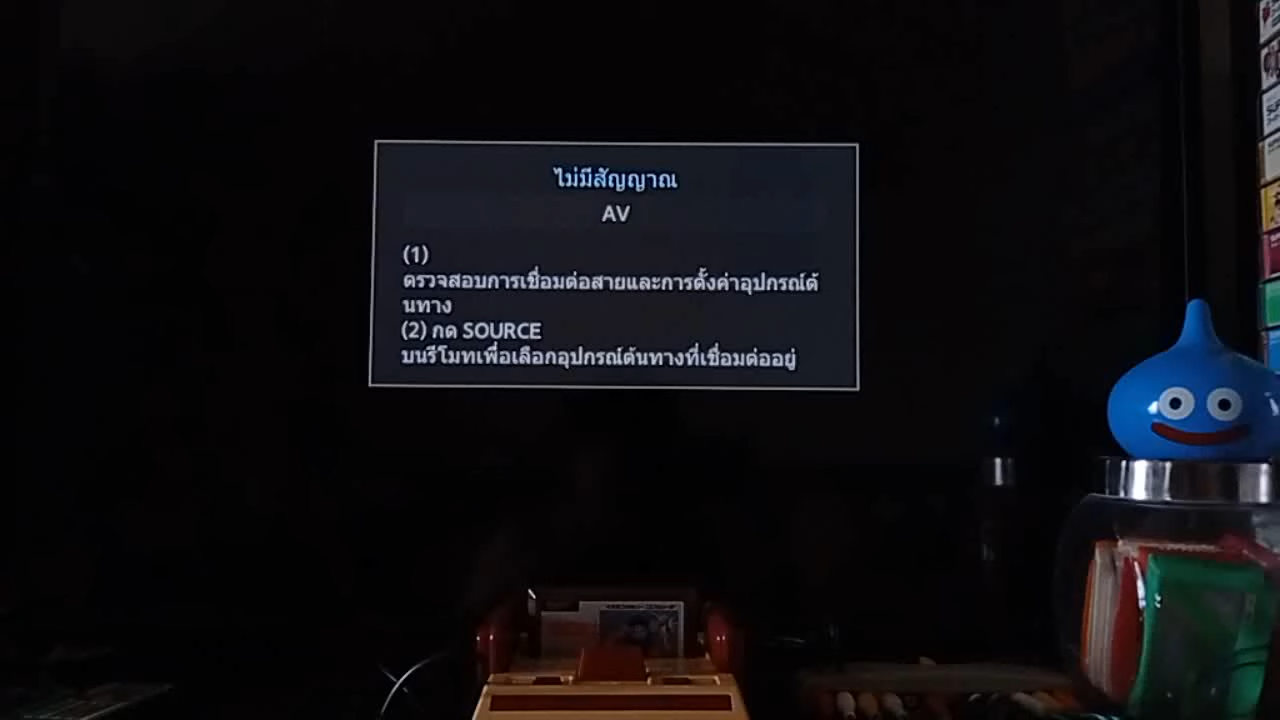 ไม่มีสัญญาณ
AV
(1)
ตรวจสอบการเชื่อมต่อสายและการตั้งค่าอุปกรณ์ต้
นทาง
(2) กด SOURCE
บนรีโมทเพื่อเลือกอุปกรณ์ต้นทางที่เชื่อมต่ออยู่